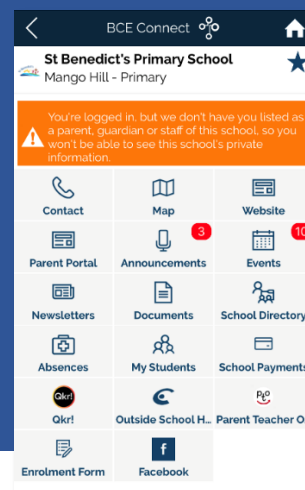 BCE Connect
St Benedict's Primary School
Mango Hill - Primary
You're logged in, but we don't have you listed as
a parent, guardian or staff of this school, so you
won't be able to see this school's private
information.
Contact Map Website
3 10
Parent Portal Announcements Events
Newsletters Documents School Directory
Absences My Students School Payments
Qkr!
Qkr! Outside School H... Parent Teacher O
f
Enrolment Form Facebook